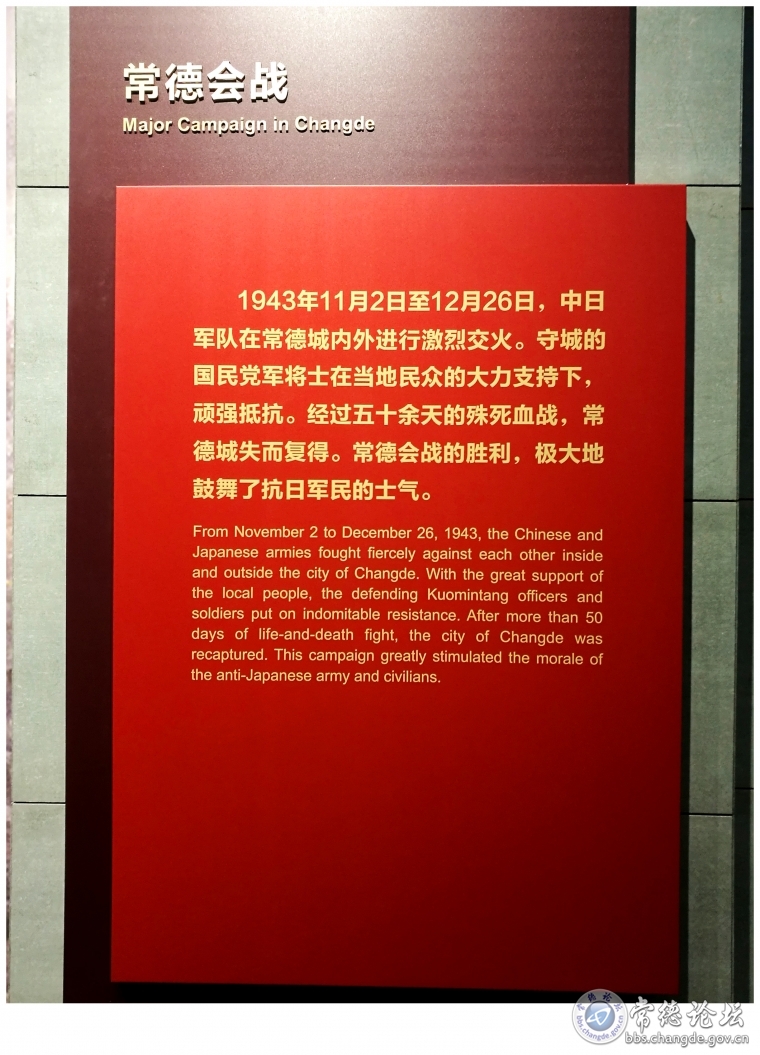 常德会战
Major Campaign in Changde
1943年11月2日至12月26日，中日
军队在常德城内外进行激烈交火。守城的
国民党军将士在当地民众的大力支持下，
顽强抵抗。经过五十余天的殊死血战，常
德城失而复得。常德会战的胜利，极大地
鼓舞了抗日军民的士气。
From November 2 to December 26, 1943, the Chinese and
Japanese armies fought fiercely against each other inside
and outside the city of Changde. With the great support of
the local people, the defending Kuomintang officers and
soldiers put on indomitable resistance. After more than 50
days of life-and-death fight, the city of Changde was
recaptured. This campaign greatly stimulated the morale of
the anti-Japanese army and civilians.
常德论坛
bbs.changde.gov.cn
常德论坛
bbs.changde.gov.cn